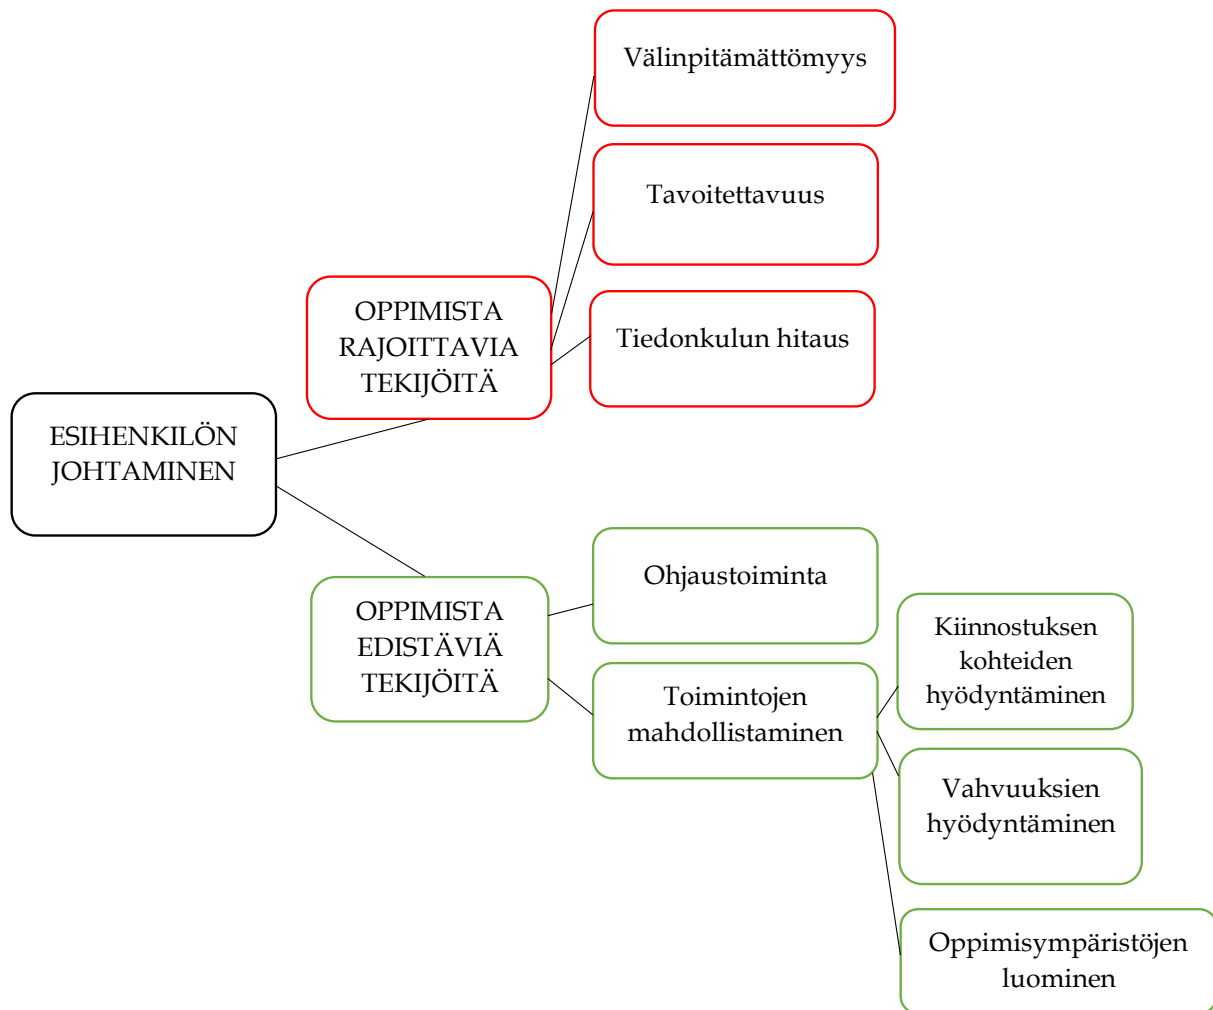 Välinpitämättömyys
Tavoitettavuus
OPPIMISTA
RAJOITTAVIA
TEKIJÖITÄ
Tiedonkulun hitaus
ESIHENKILÖN
JOHTAMINEN
OPPIMISTA
EDISTÄVIÄ
TEKIJÖITÄ
Ohjaustoiminta
Toimintojen
mahdollistaminen
Kiinnostuksen
kohteiden
hyödyntäminen
Vahvuuksien
hyödyntäminen
Oppimisympäristöjen
luominen